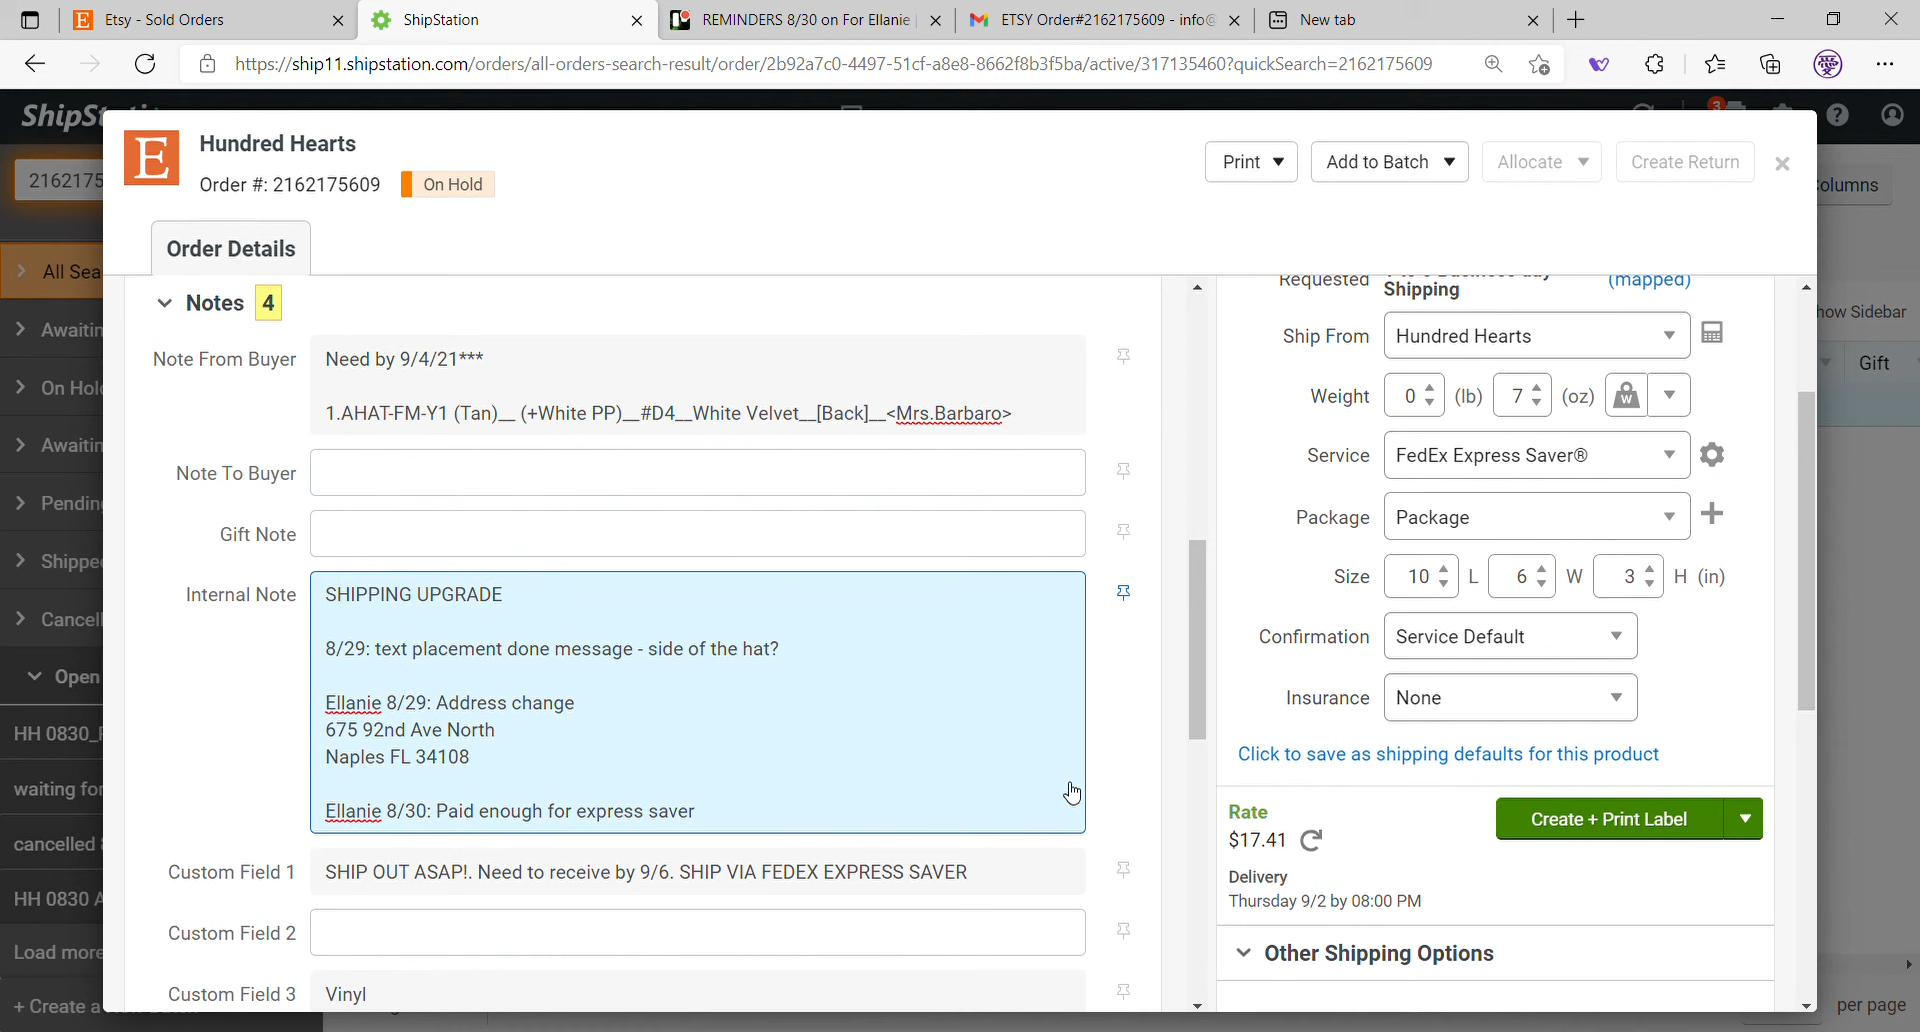 Etsy - Sold Orders
ShipStation
REMINDERS 8/30 on For Ellanie
ETSY Order#2162175609 - info@
New tab
https://ship11.shipstation.com/orders/all-orders-search-result/order/2b92a7c0-4497-51cf-a8e8-8662f8b3f5ba/active/317135460?quickSearch=2162175609
ShipSt
3
Hundred Hearts
Order #: 2162175609
On Hold
Print
Add to Batch
Allocate
Create Return
2162175
olumns
Order Details
All Sea
Awaitin
On Hol
Awaitin
Pendin
Shippe
Cancell
Open
HH 0830_
waiting for
cancelled
HH 0830 A
Load more
+ Create a
how Sidebar
Gift
per page
Notes 4
Note From Buyer
Need by 9/4/21***
1.AHAT-FM-Y1 (Tan)__ (+White PP)__#D4__White Velvet__[Back]__<Mrs.Barbaro>
Note To Buyer
Gift Note
Internal Note
SHIPPING UPGRADE
8/29: text placement done message - side of the hat?
Ellanie 8/29: Address change
675 92nd Ave North
Naples FL 34108
Ellanie 8/30: Paid enough for express saver
Custom Field 1
SHIP OUT ASAP!. Need to receive by 9/6. SHIP VIA FEDEX EXPRESS SAVER
Custom Field 2
Custom Field 3
Vinyl
Requested
Shipping
(mapped)
Ship From
Hundred Hearts
Weight 0 (lb) 7 (oz)
W
Service
FedEx Express Saver®
Package
Package
Size 10 L 6 W 3 H (in)
Confirmation
Service Default
Insurance
None
Click to save as shipping defaults for this product
Rate
$17.41
Create + Print Label
Delivery
Thursday 9/2 by 08:00 PM
Other Shipping Options